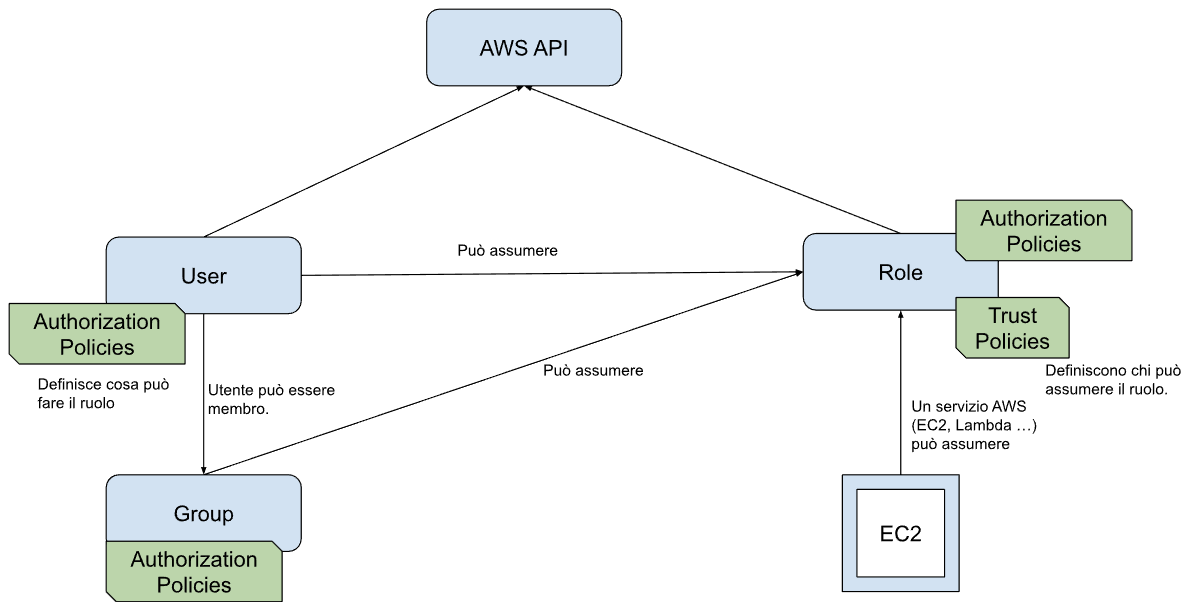 AWS API
Authorization
Policies
User
Può assumere
Role
Authorization
Policies
Trust
Policies
Definisce cosa può
fare il ruolo
Utente può essere
membro.
Può assumere
Definiscono chi può
assumere il ruolo.
Un servizio AWS
(EC2, Lambda …)
può assumere
Group
Authorization
Policies
EC2